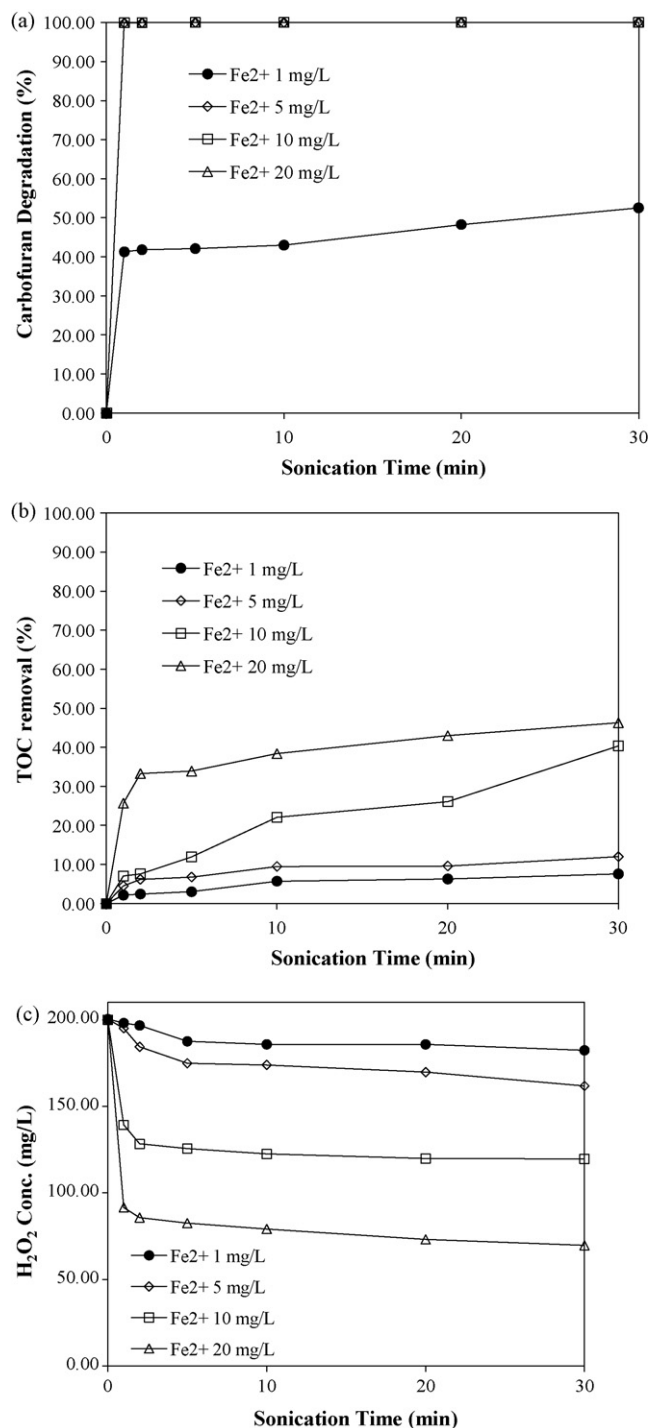 (a)
100.00
90.00
80.00
70.00
60.00
50.00
40.00
30.00
20.00
10.00
0.00
Carbofuran Degradation (%)
Fe2+ 1 mg/L
Fe2+ 5 mg/L
Fe2+ 10 mg/L
Fe2+ 20 mg/L
0 10 20 30
Sonication Time (min)
(b)
100.00
90.00
80.00
70.00
60.00
50.00
40.00
30.00
20.00
10.00
0.00
TOC removal (%)
Fe2+ 1 mg/L
Fe2+ 5 mg/L
Fe2+ 10 mg/L
Fe2+ 20 mg/L
0 10 20 30
Sonication Time (min)
(c)
200.00
150.00
100.00
50.00
0.00
H₂O₂ Conc. (mg/L)
Fe2+ 1 mg/L
Fe2+ 5 mg/L
Fe2+ 10 mg/L
Fe2+ 20 mg/L
0 10 20 30
Sonication Time (min)